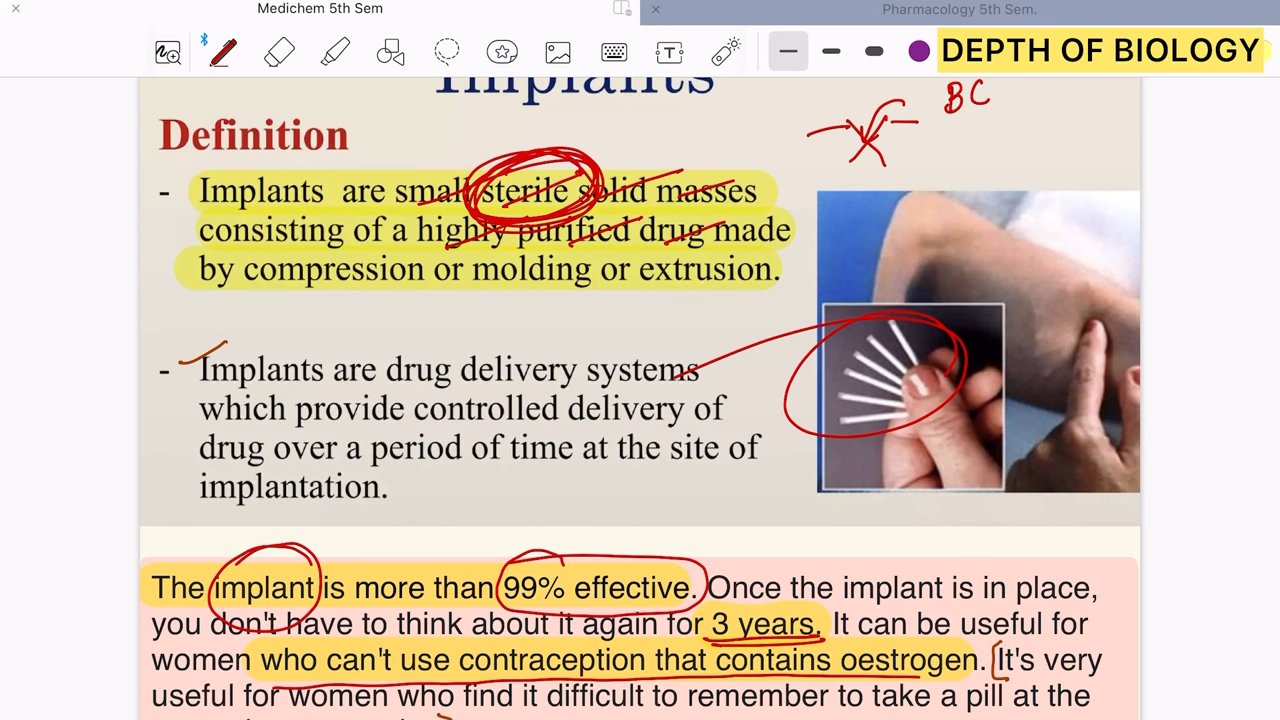 Medichem 5th Sem
Pharmacology 5th Sem.
DEPTH OF BIOLOGY
Implants
BC
Definition
- Implants are small sterile solid masses
consisting of a highly purified drug made
by compression or molding or extrusion.
- Implants are drug delivery systems
which provide controlled delivery of
drug over a period of time at the site of
implantation.
The implant is more than 99% effective. Once the implant is in place,
you don't have to think about it again for 3 years. It can be useful for
women who can't use contraception that contains oestrogen. It's very
useful for women who find it difficult to remember to take a pill at the